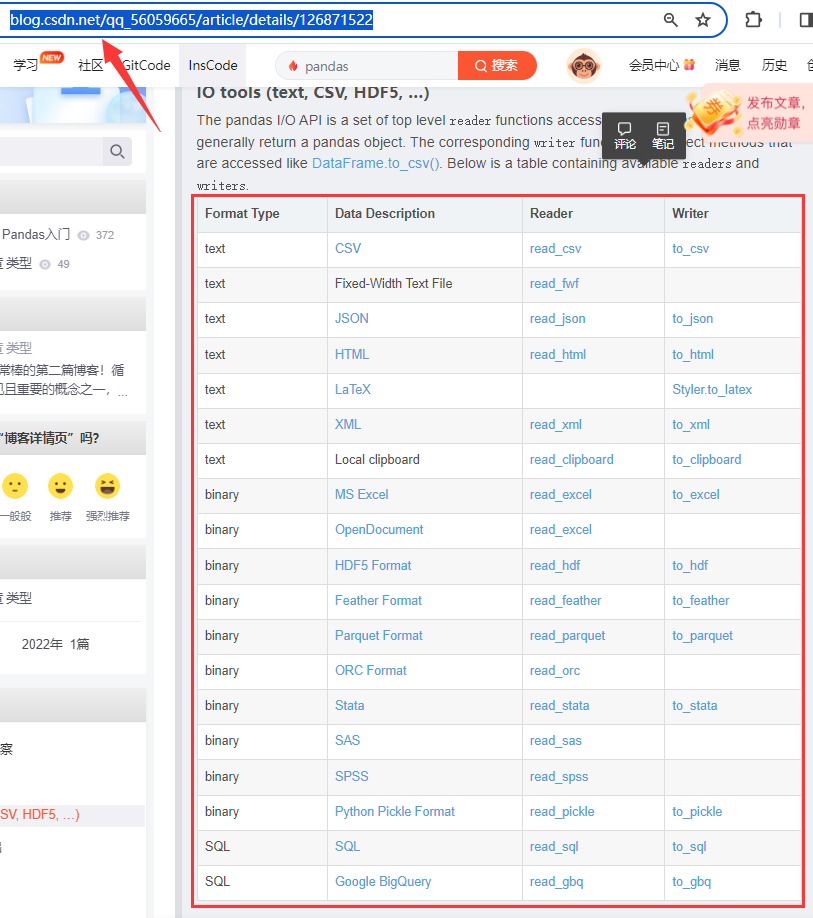 blog.csdn.net/qq_56059665/article/details/126871522
学习 NEW 社区 GitCode InsCode pandas 搜索 会员中心 消息 历史
IO tools (text, CSV, HDF5, …)
发布文章,
点亮勋章
The pandas I/O API is a set of top level reader functions access
评论 笔记
generally return a pandas object. The corresponding writer fun ect methods that
are accessed like DataFrame.to_csv(). Below is a table containing available readers and
writers.
Pandas入门 372
类型 49
类型
常棒的第二篇博客！循
且重要的概念之一，...
“博客详情页”吗?
一般般 推荐 强烈推荐
类型
2022年 1篇
察
SV, HDF5, …)
Format Type Data Description Reader Writer
text CSV read_csv to_csv
text Fixed-Width Text File read_fwf
text JSON read_json to_json
text HTML read_html to_html
text LaTeX Styler.to_latex
text XML read_xml to_xml
text Local clipboard read_clipboard to_clipboard
binary MS Excel read_excel to_excel
binary OpenDocument read_excel
binary HDF5 Format read_hdf to_hdf
binary Feather Format read_feather to_feather
binary Parquet Format read_parquet to_parquet
binary ORC Format read_orc
binary Stata read_stata to_stata
binary SAS read_sas
binary SPSS read_spss
binary Python Pickle Format read_pickle to_pickle
SQL SQL read_sql to_sql
SQL Google BigQuery read_gbq to_gbq